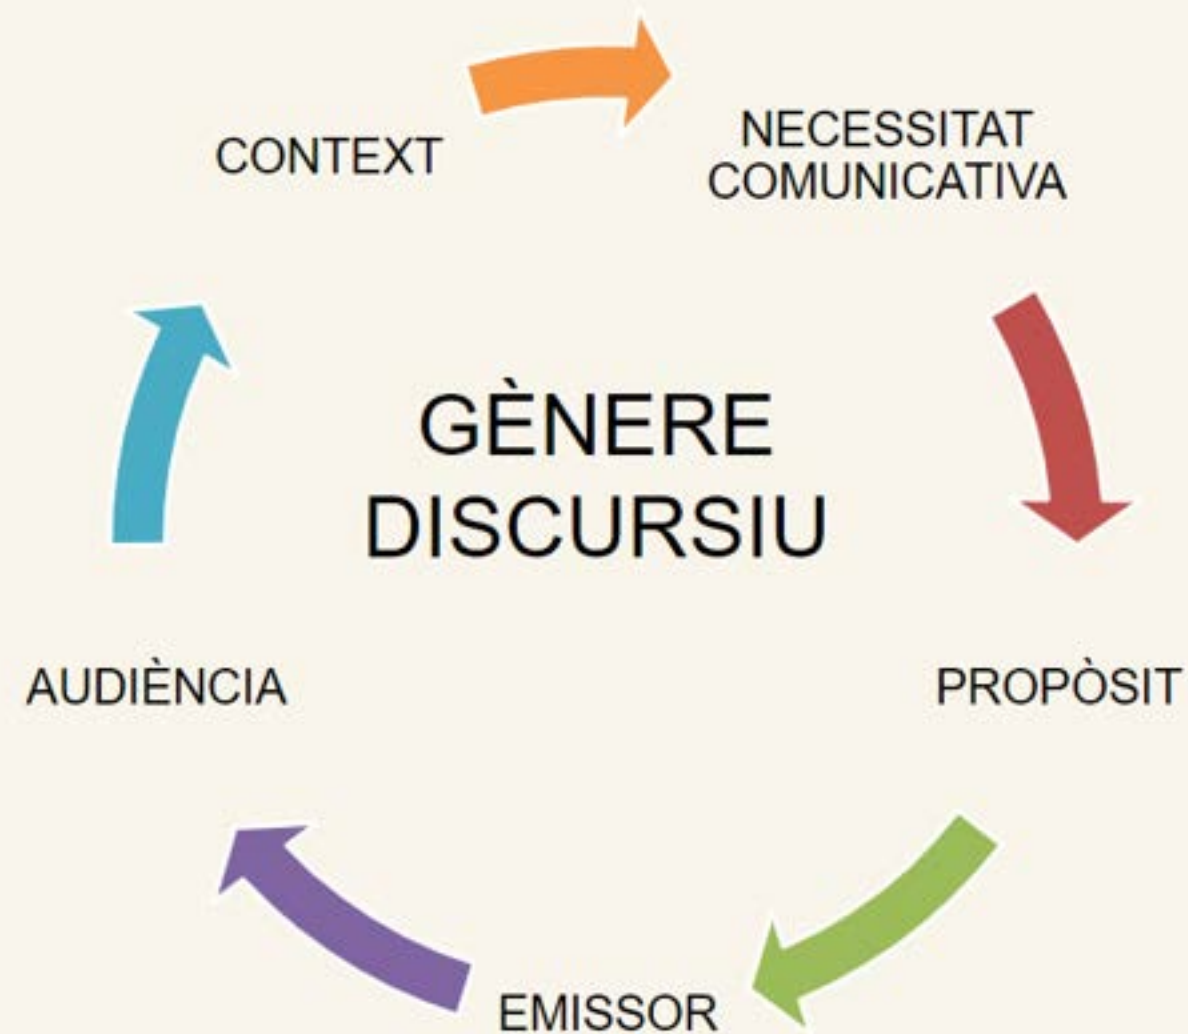 CONTEXT
NECESSITAT
COMUNICATIVA
GÈNERE
DISCURSIU
AUDIÈNCIA
PROPÒSIT
EMISSOR